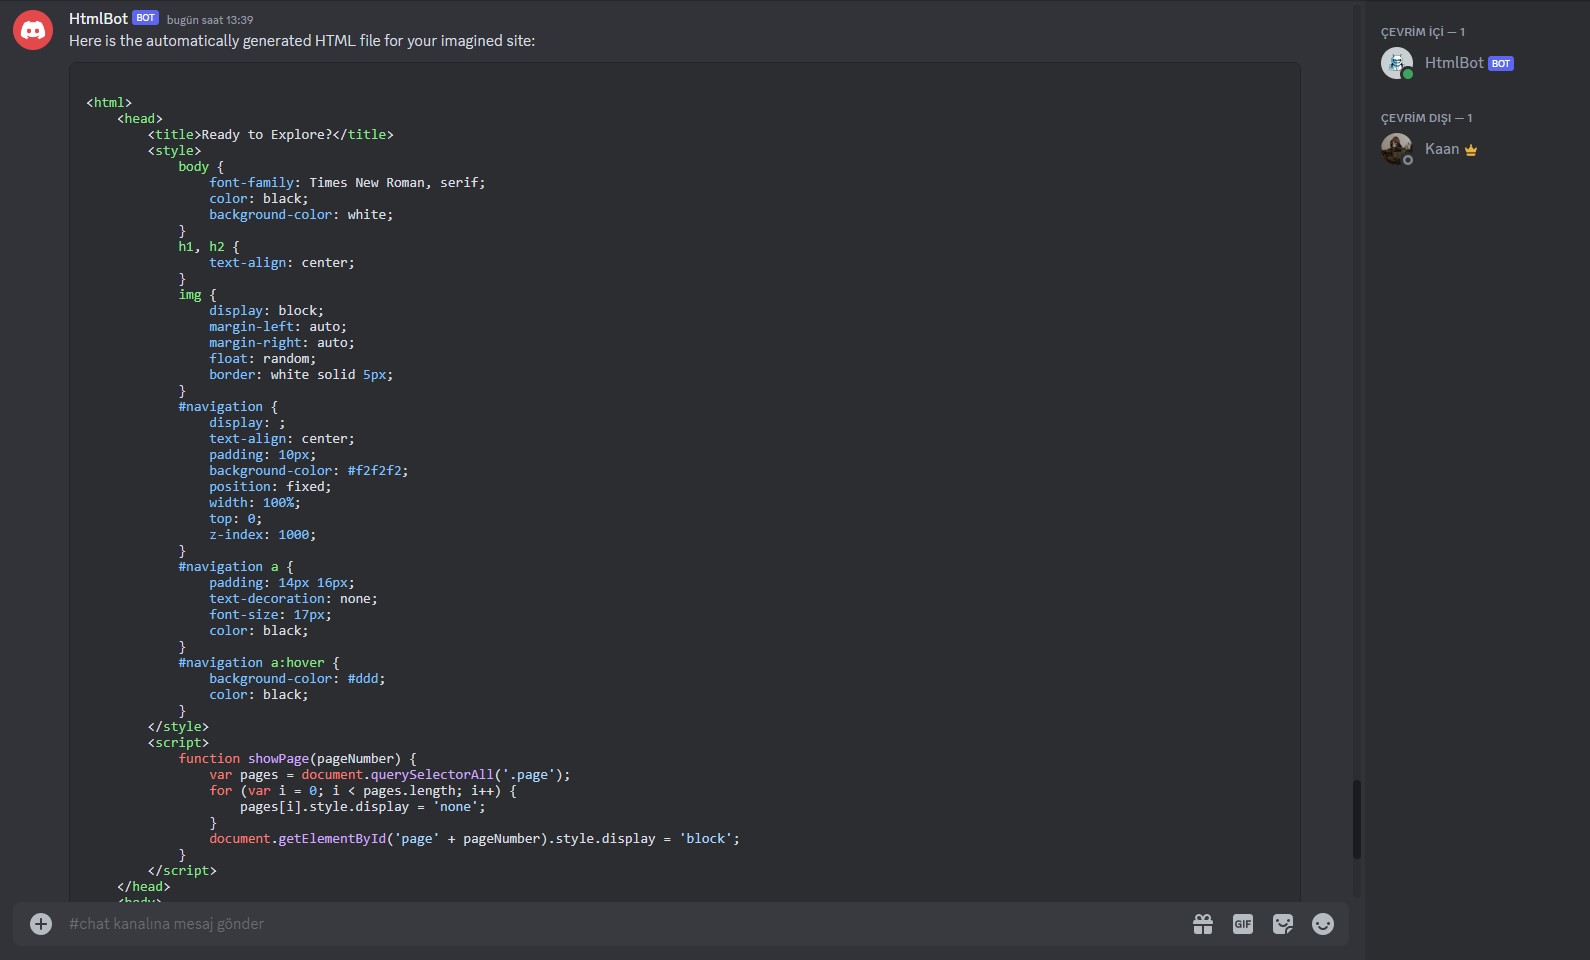 HtmlBot BOT bugün saat 13:39
Here is the automatically generated HTML file for your imagined site:
<html>
<head>
<title>Ready to Explore?</title>
<style>
body {
font-family: Times New Roman, serif;
color: black;
background-color: white;
}
h1, h2 {
text-align: center;
}
img {
display: block;
margin-left: auto;
margin-right: auto;
float: random;
border: white solid 5px;
}
#navigation {
display: ;
text-align: center;
padding: 10px;
background-color: #f2f2f2;
position: fixed;
width: 100%;
top: 0;
z-index: 1000;
}
#navigation a {
padding: 14px 16px;
text-decoration: none;
font-size: 17px;
color: black;
}
#navigation a:hover {
background-color: #ddd;
color: black;
}
</style>
<script>
function showPage(pageNumber) {
var pages = document.querySelectorAll('.page');
for (var i = 0; i < pages.length; i++) {
pages[i].style.display = 'none';
}
document.getElementById('page' + pageNumber).style.display = 'block';
}
</script>
</head>
<body>
#chat kanalına mesaj gönder
GIF
ÇEVRİM İÇİ — 1
HtmlBot BOT
ÇEVRİM DIŞI — 1
Kaan